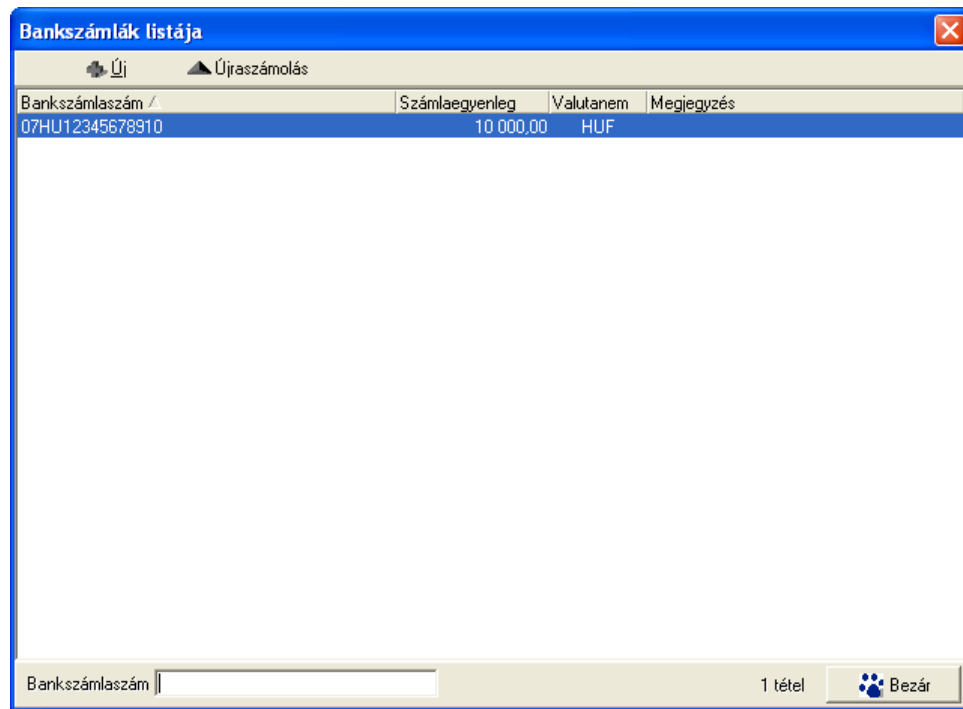 Bankszámlák listája
Új Újraszámolás
Bankszámlaszám Számlaegyenleg Valutanem Megjegyzés
07HU12345678910 10 000,00 HUF
Bankszámlaszám 1 tétel Bezár